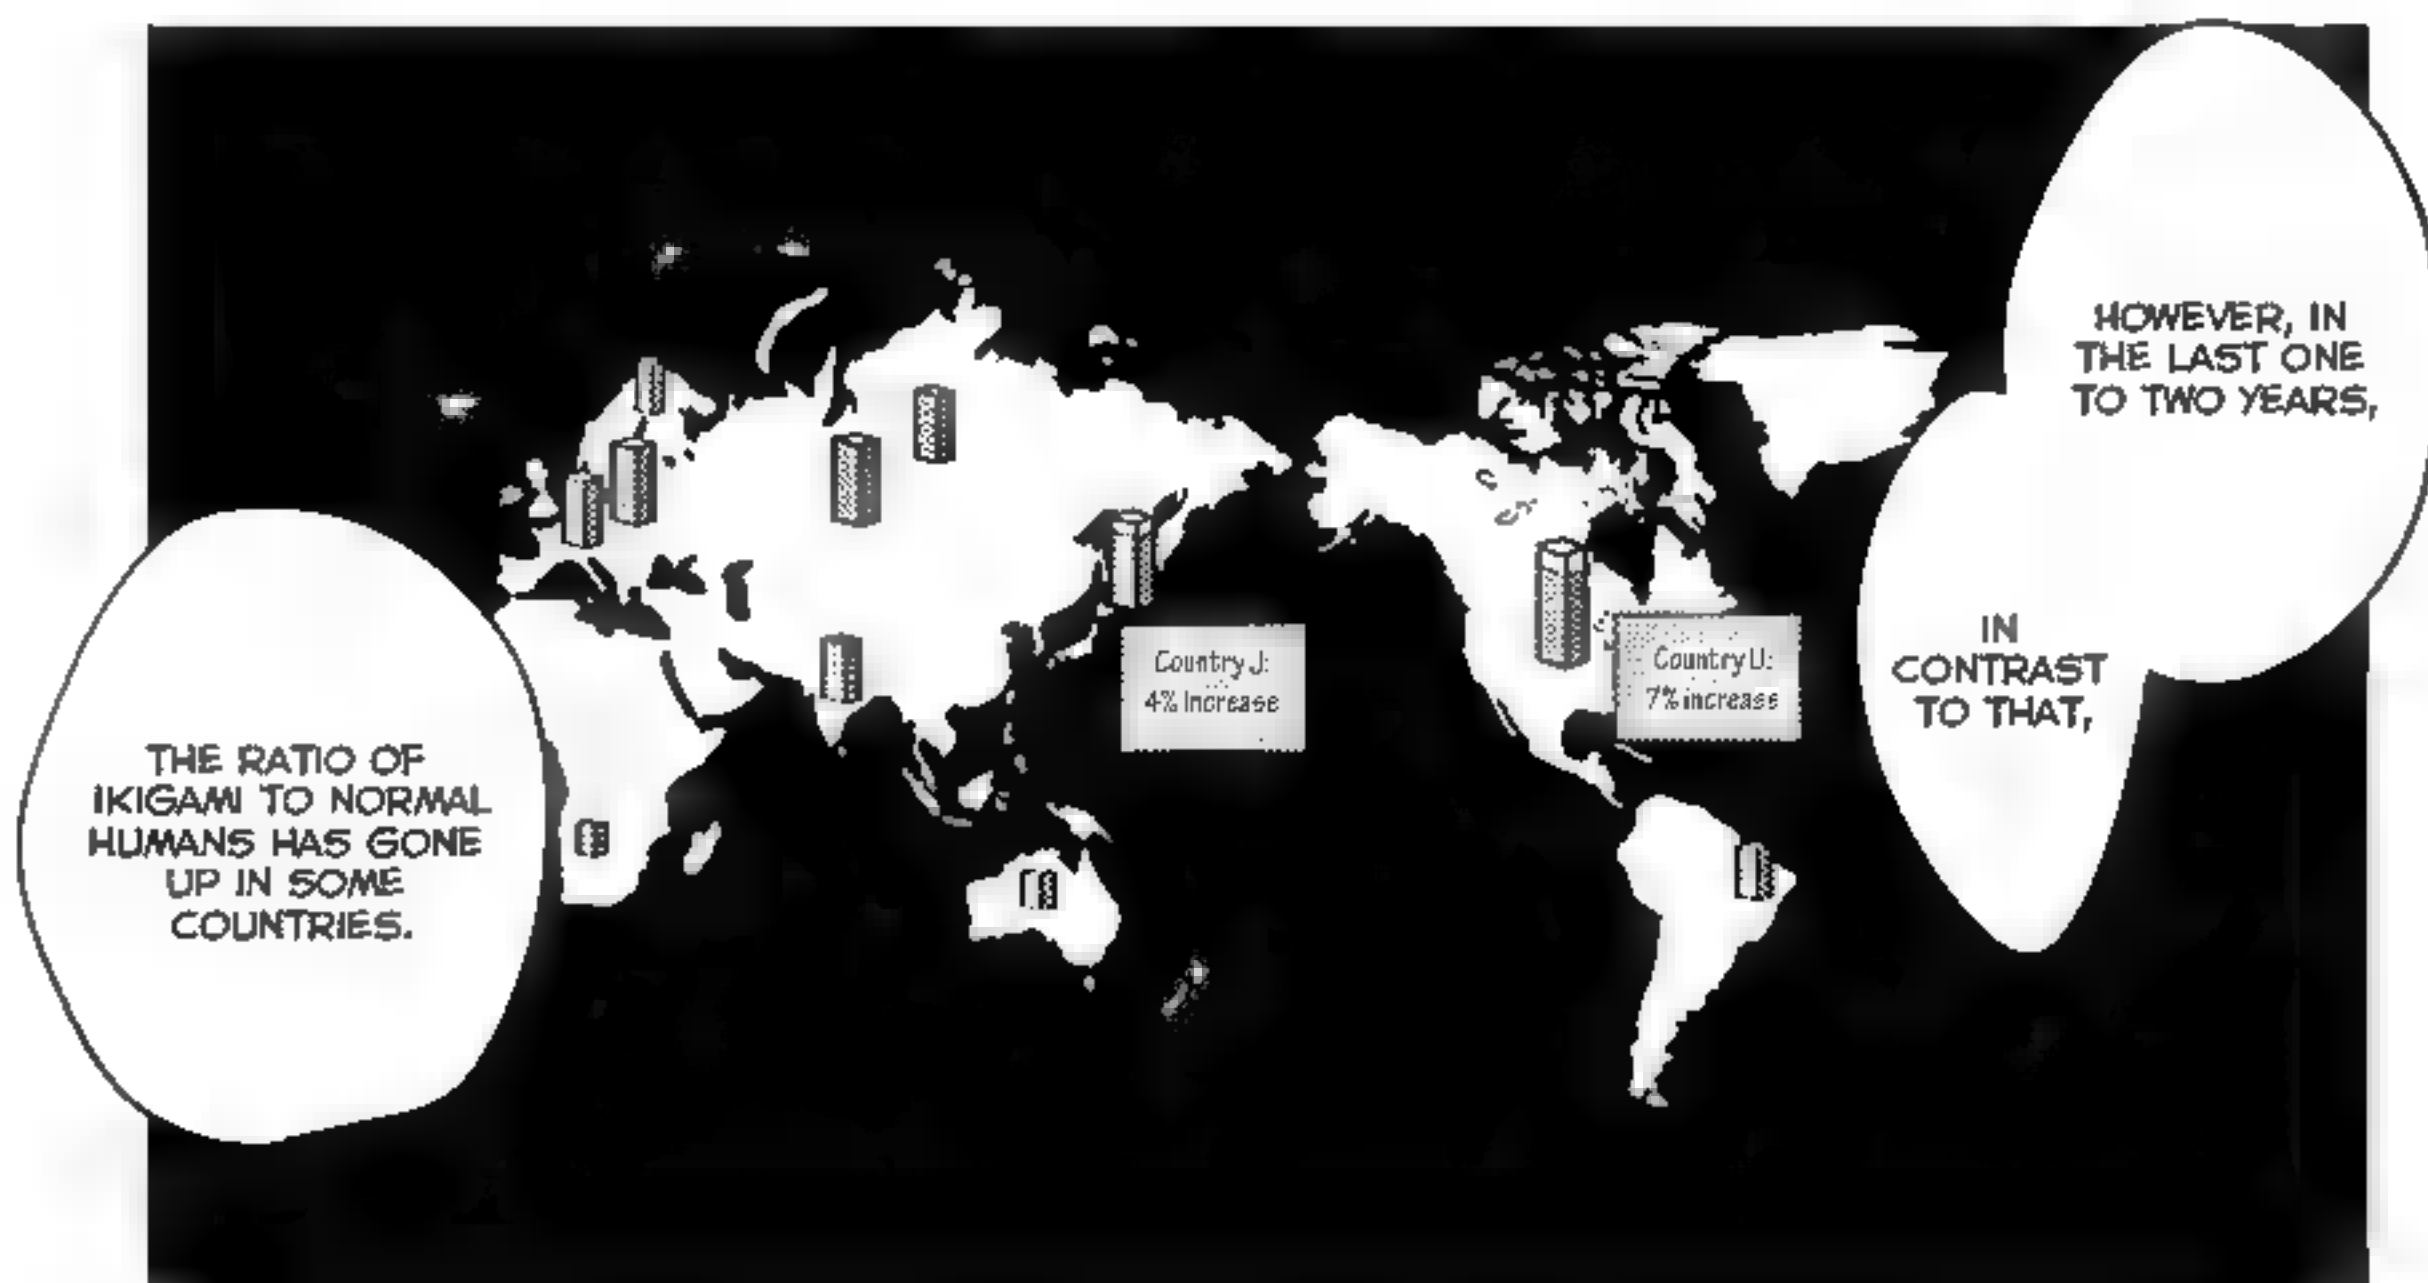 HOWEVER, IN
THE LAST ONE
TO TWO YEARS,
IN
CONTRAST
TO THAT,
Country U:
7% increase
Country J:
4% Increase
THE RATIO OF
IKIGAMI TO NORMAL
HUMANS HAS GONE
UP IN SOME
COUNTRIES.